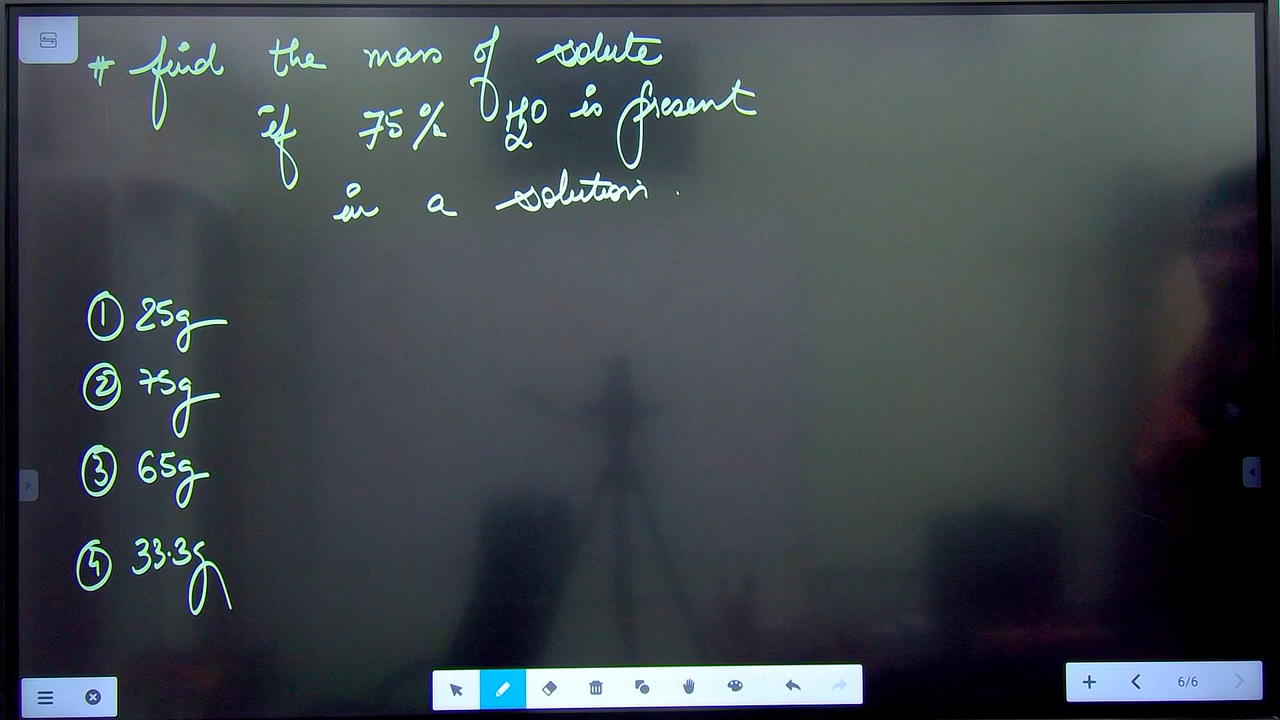 # find the mass of solute
if 75% H2O is present
in a solution.
① 25g
② 75g
③ 65g
④ 33.3g
6/6